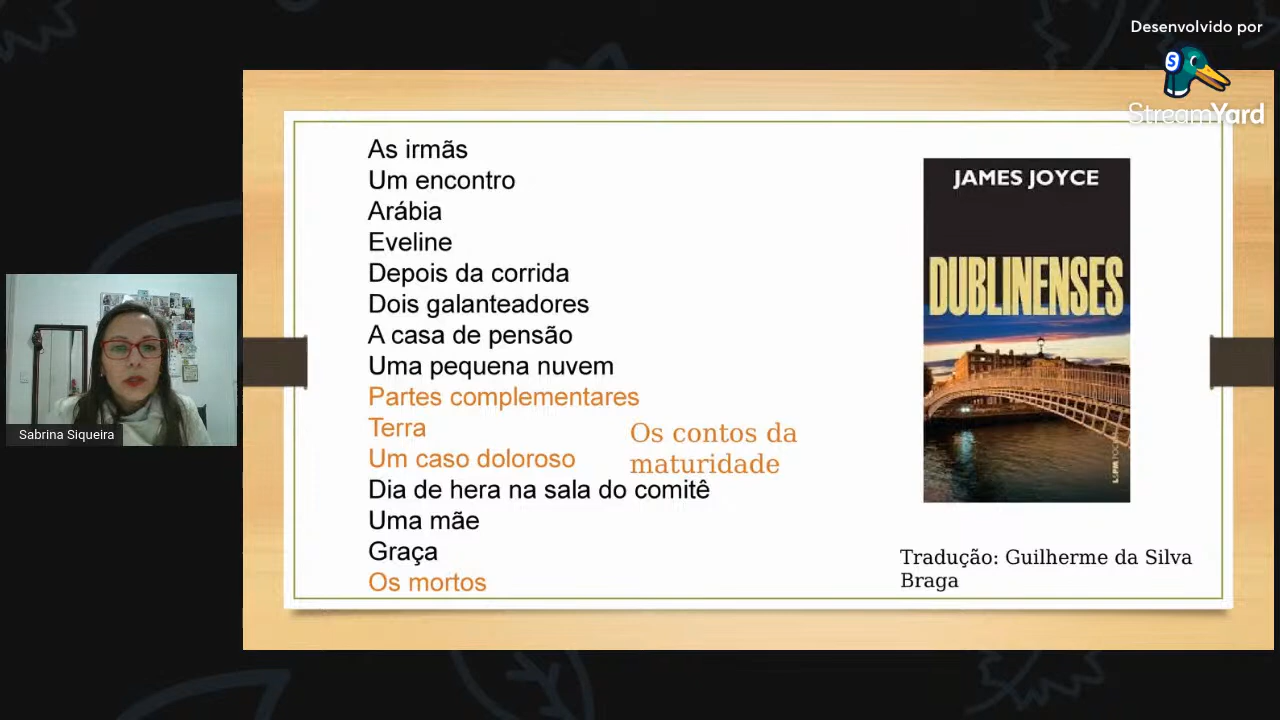 Desenvolvido por
StreamYard
As irmãs
Um encontro
Arábia
Eveline
Depois da corrida
Dois galanteadores
A casa de pensão
Uma pequena nuvem
Partes complementares
Terra
Um caso doloroso
Dia de hera na sala do comitê
Uma mãe
Graça
Os mortos
Os contos da
maturidade
JAMES JOYCE
DUBLINENSES
L&PM POCKET
Tradução: Guilherme da Silva
Braga
Sabrina Siqueira